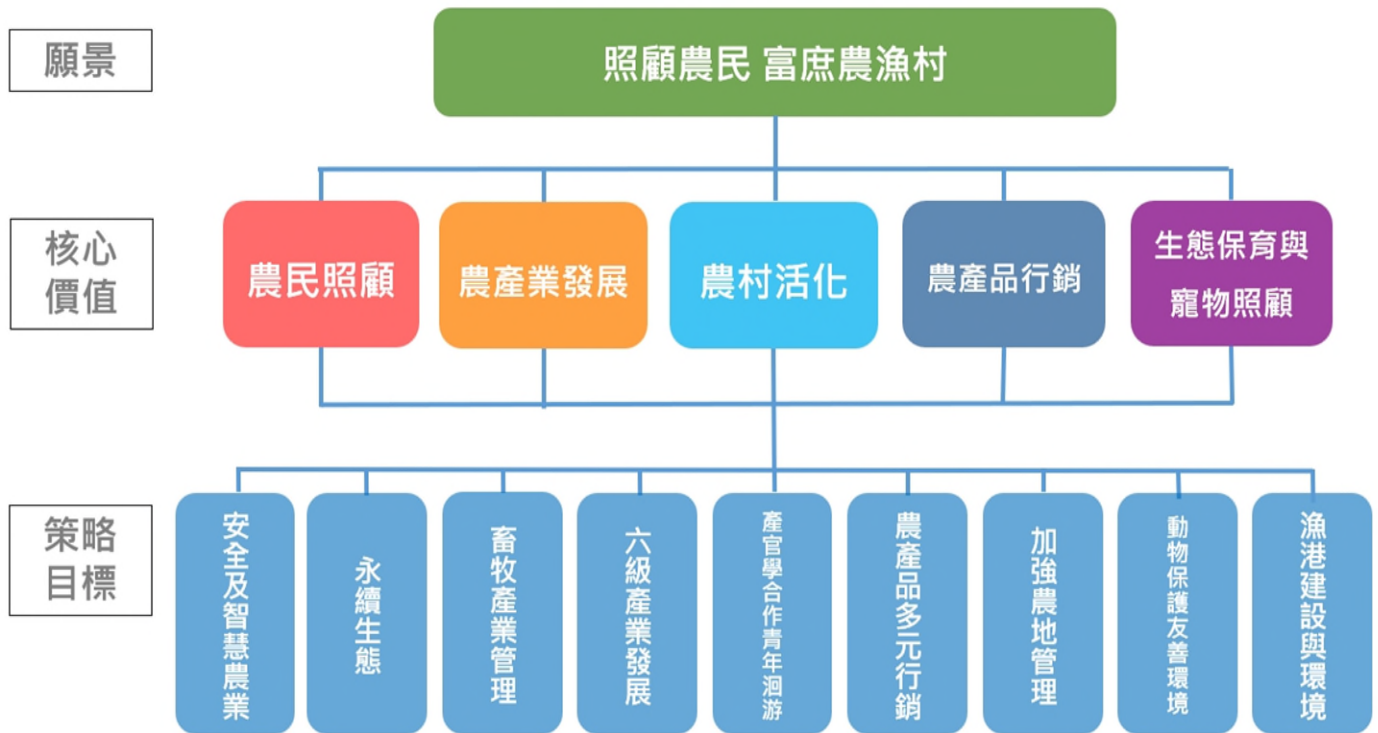 願景
照顧農民 富庶農漁村
核心
價值
農民照顧
農產業發展
農村活化
農產品行銷
生態保育與
寵物照顧
策略
目標
安全及智慧農業
永續生態
畜牧產業管理
六級產業發展
產官學合作青年洄游
農產品多元行銷
加強農地管理
動物保護友善環境
漁港建設與環境